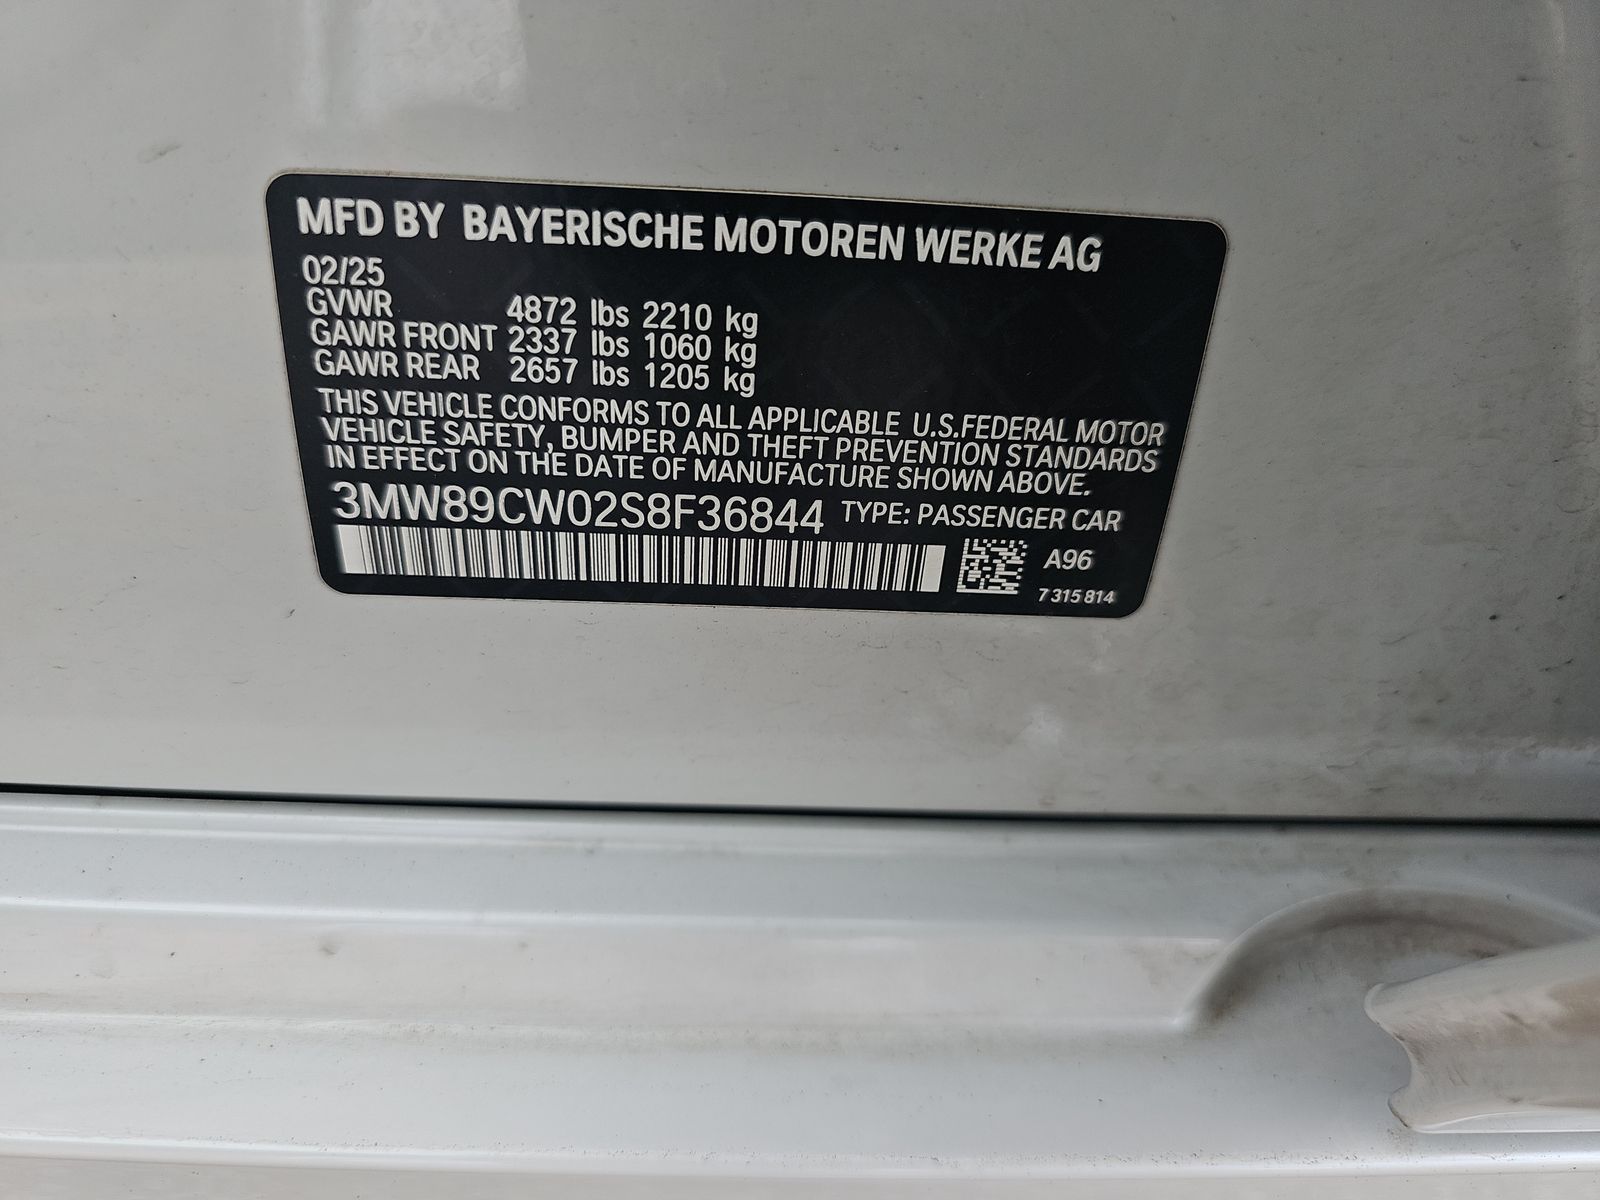 MFD BY BAYERISCHE MOTOREN WERKE AG
02/25
GVWR 4872 lbs 2210 kg
GAWR FRONT 2337 lbs 1060 kg
GAWR REAR 2657 lbs 1205 kg
THIS VEHICLE CONFORMS TO ALL APPLICABLE U.S.FEDERAL MOTOR
VEHICLE SAFETY, BUMPER AND THEFT PREVENTION STANDARDS
IN EFFECT ON THE DATE OF MANUFACTURE SHOWN ABOVE.
3MW89CW02S8F36844 TYPE: PASSENGER CAR
A96
7 315 814